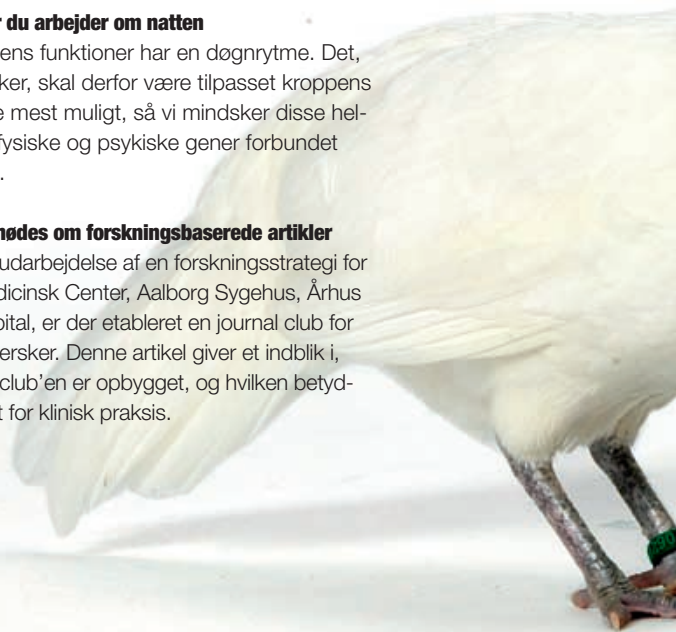 r du arbejder om natten
ens funktioner har en døgnrytme. Det,
ker, skal derfor være tilpasset kroppens
e mest muligt, så vi mindsker disse hel-
fysiske og psykiske gener forbundet
.
nødes om forskningsbaserede artikler
udarbejdelse af en forskningsstrategi for
dicinsk Center, Aalborg Sygehus, Århus
pital, er der etableret en journal club for
ersker. Denne artikel giver et indblik i,
club'en er opbygget, og hvilken betyd-
t for klinisk praksis.